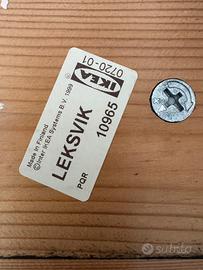 Made in Finland
©Inter IKEA Systems B.V. 1999
LEKSVIK
PQR
10965
IKEA
0720-01
subito